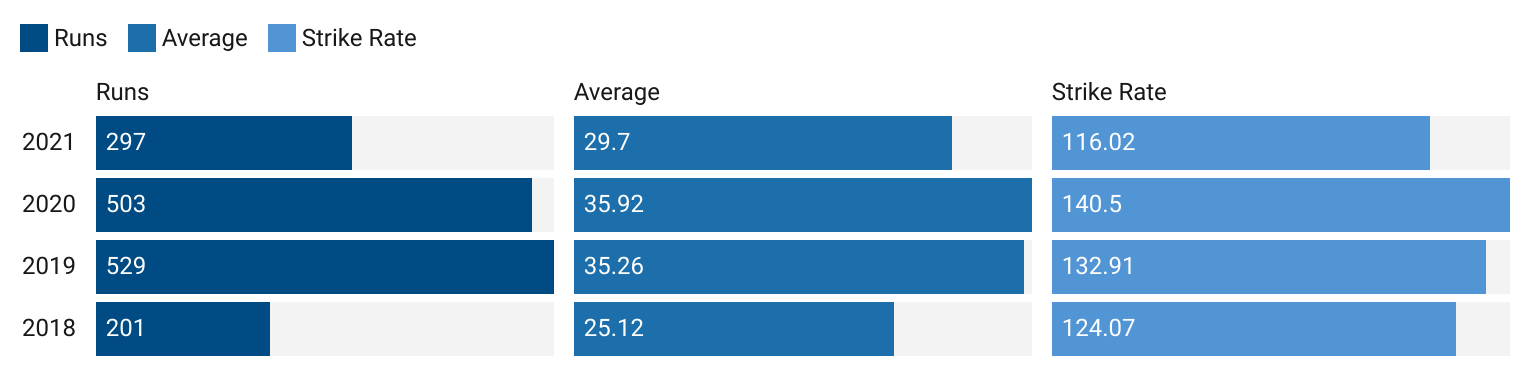 Runs Average Strike Rate
Runs Average Strike Rate
2021 297 29.7 116.02
2020 503 35.92 140.5
2019 529 35.26 132.91
2018 201 25.12 124.07